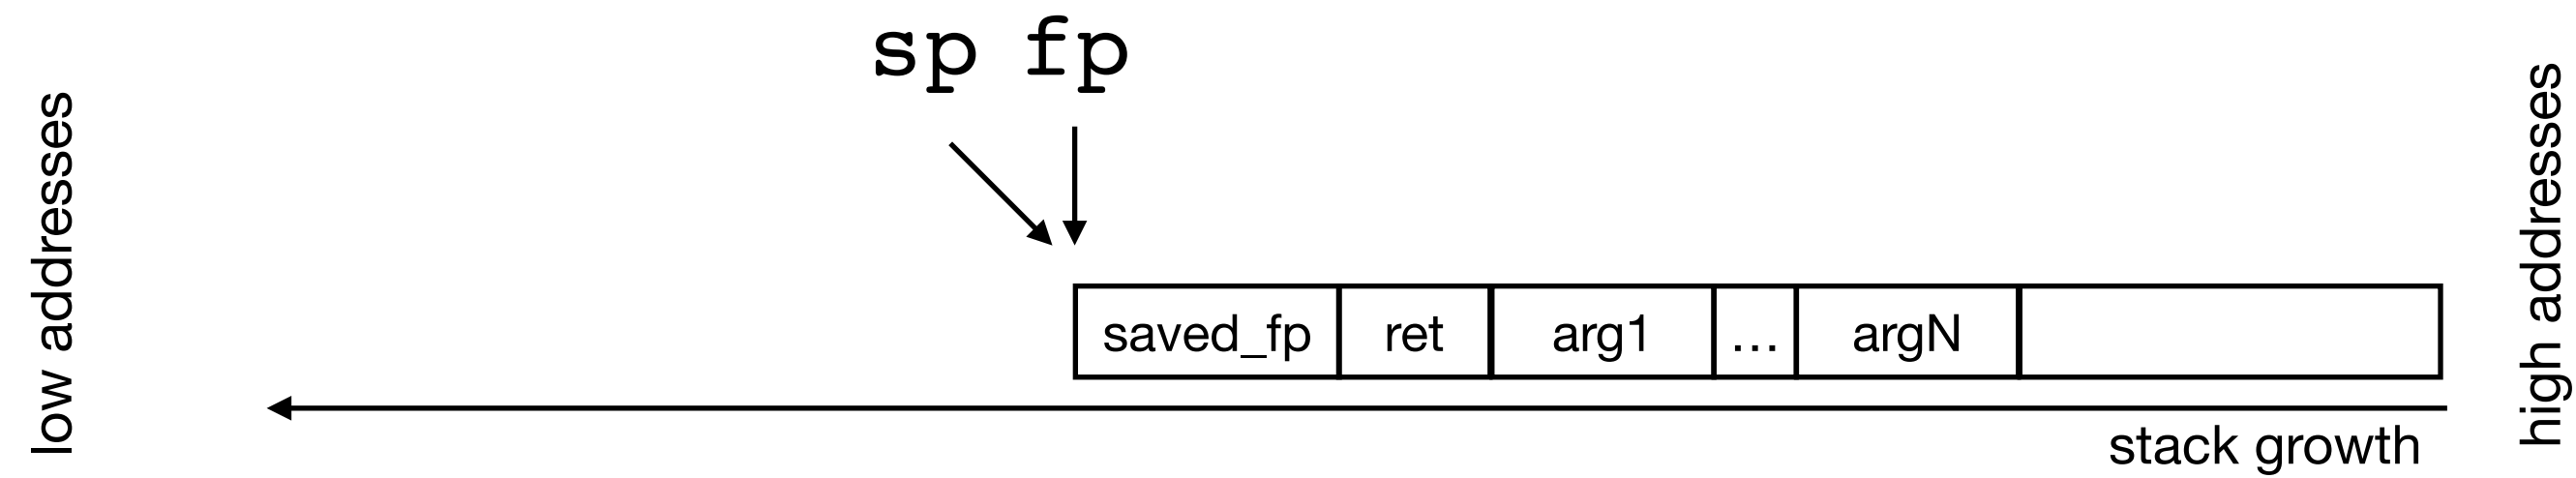 sp fp
low addresses
high addresses
saved_fp ret arg1 ... argN
stack growth